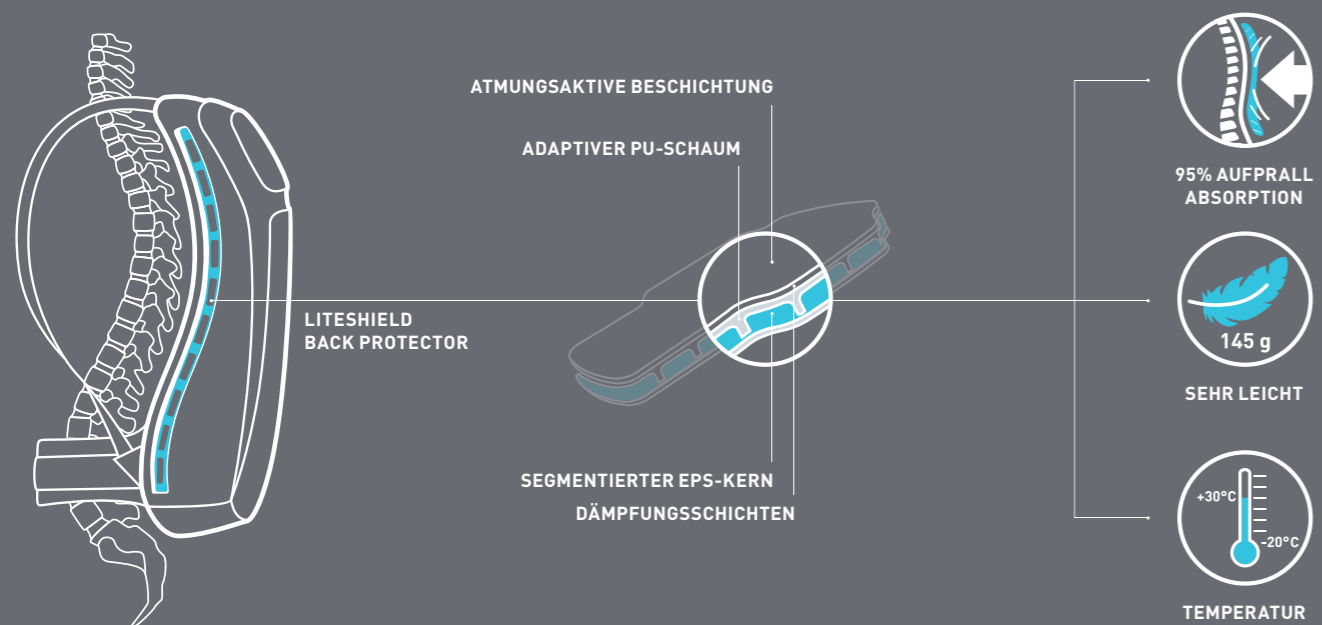 ATMUNGSAKTIVE BESCHICHTUNG
ADAPTIVER PU-SCHAUM
LITESHIELD
BACK PROTECTOR
SEGMENTIERTER EPS-KERN
DÄMPFUNGSSCHICHTEN
95% AUFPRALL
ABSORPTION
145 g
SEHR LEICHT
+30°C
-20°C
TEMPERATUR